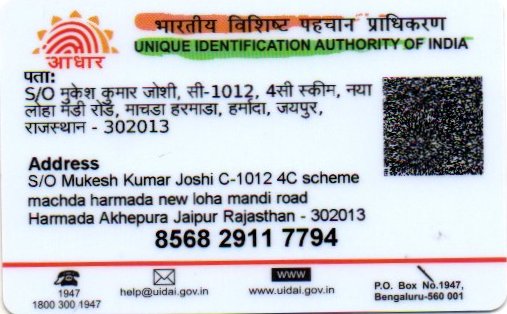 भारतीय विशिष्ट पहचान प्राधिकरण
UNIQUE IDENTIFICATION AUTHORITY OF INDIA
आधार
पता:
S/O मुकेश कुमार जोशी, सी-1012, 4सी स्कीम, नया
लोहा मंडी रोड, माचडा हरमाडा, हर्मादा, जयपुर,
राजस्थान - 302013
Address
S/O Mukesh Kumar Joshi C-1012 4C scheme
machda harmada new loha mandi road
Harmada Akhepura Jaipur Rajasthan - 302013
8568 2911 7794
1947
1800 300 1947
help@uidai.gov.in
WWW
www.uidai.gov.in
P.O. Box No.1947,
Bengaluru-560 001